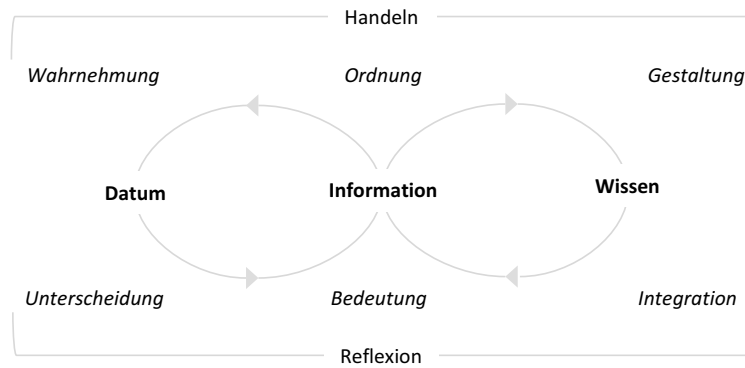 Handeln
Wahrnehmung Ordnung Gestaltung
Datum Information Wissen
Unterscheidung Bedeutung Integration
Reflexion